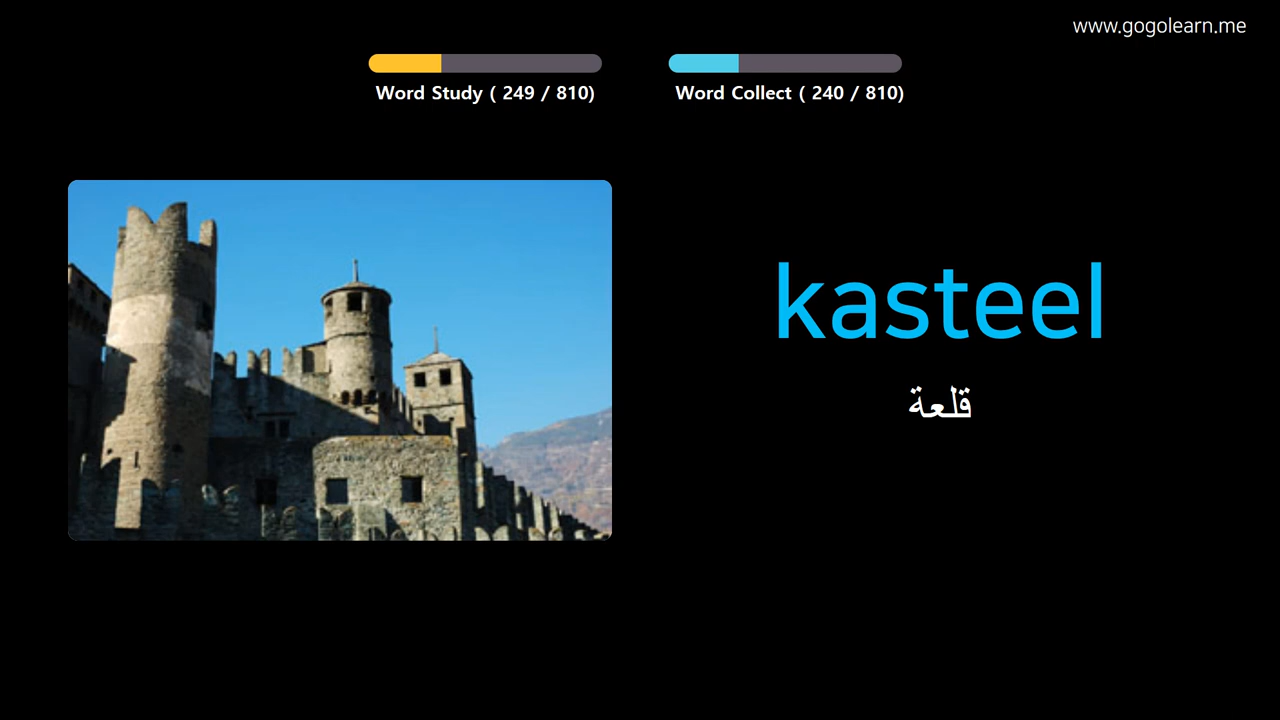 www.gogolearn.me
Word Study ( 249 / 810)
Word Collect ( 240 / 810)
kasteel
قلعة